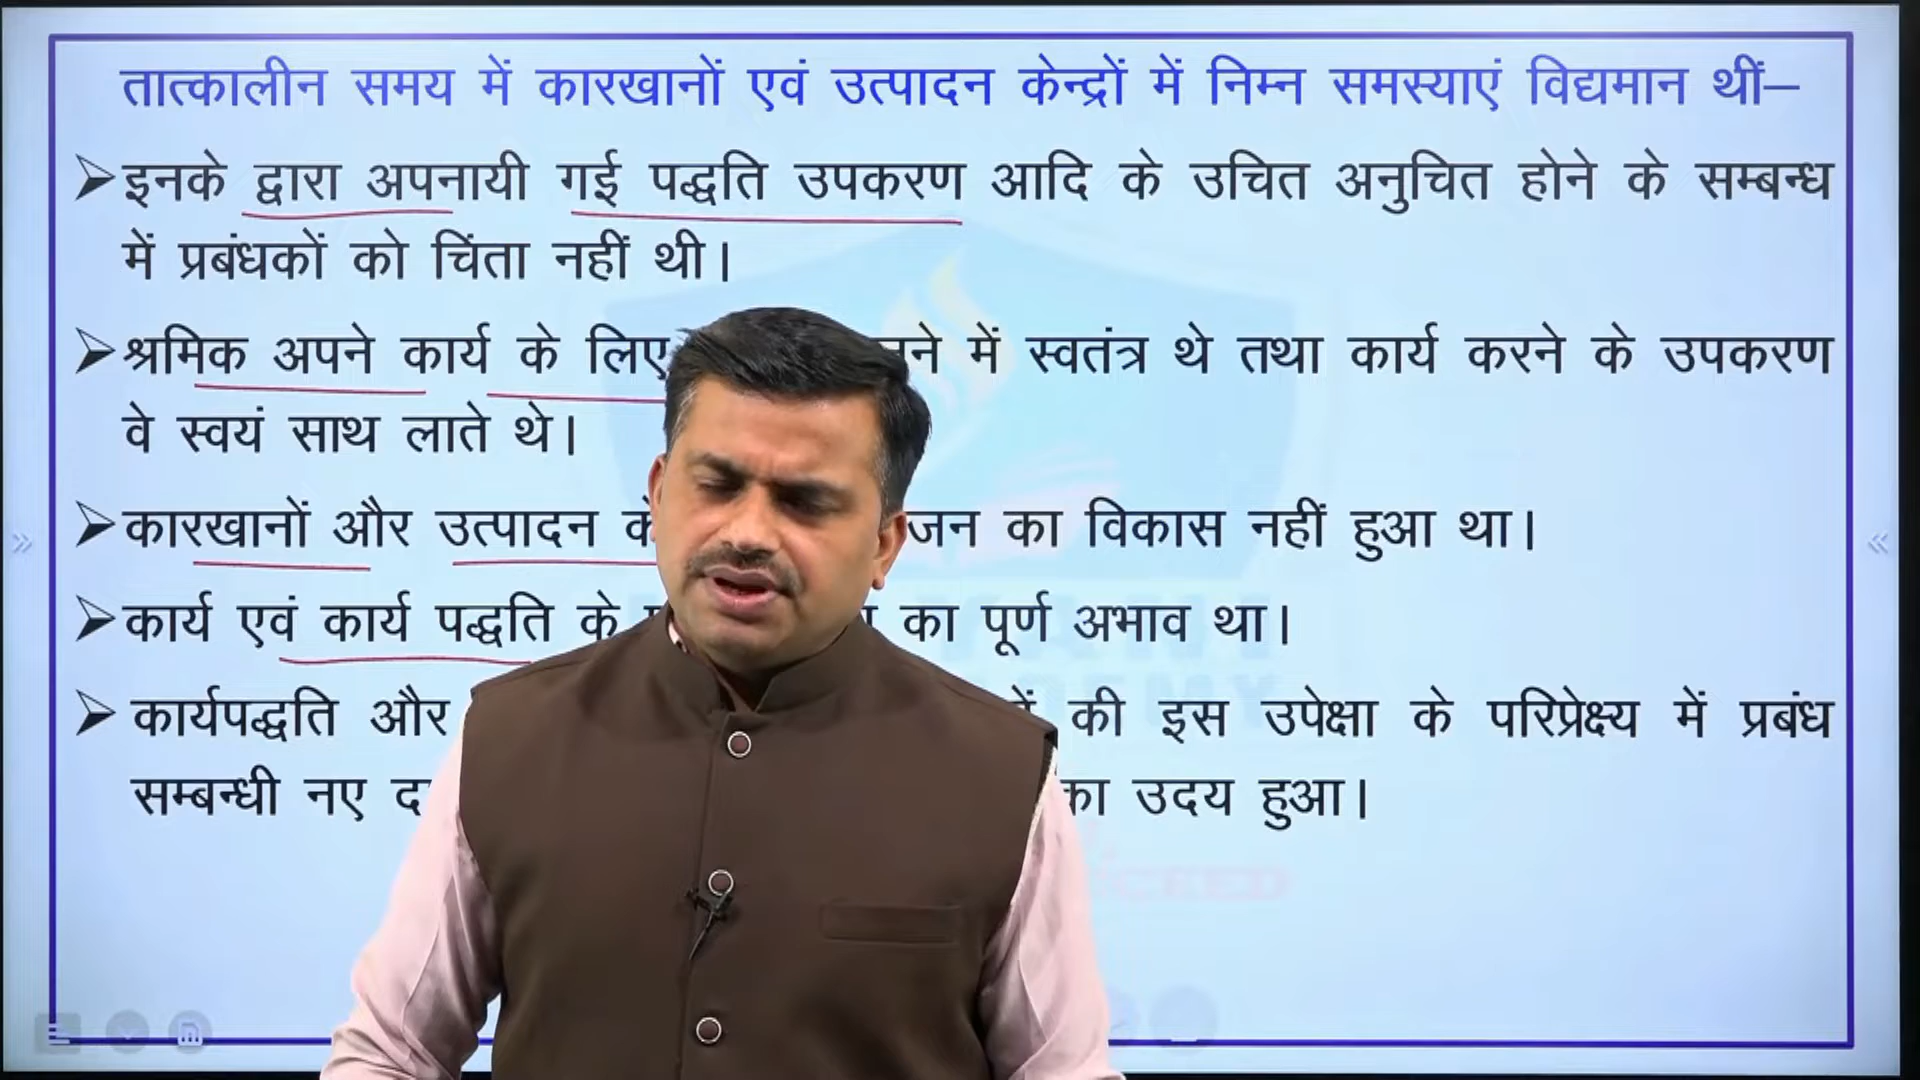 तात्कालीन समय में कारखानों एवं उत्पादन केन्द्रों में निम्न समस्याएं विद्यमान थीं–
इनके द्वारा अपनायी गई पद्धति उपकरण आदि के उचित अनुचित होने के सम्बन्ध
में प्रबंधकों को चिंता नहीं थी।
श्रमिक अपने कार्य के लिए में स्वतंत्र थे तथा कार्य करने के उपकरण
वे स्वयं साथ लाते थे।
कारखानों और उत्पादन का विकास नहीं हुआ था।
कार्य एवं कार्य पद्धति के का पूर्ण अभाव था।
कार्यपद्धति और की इस उपेक्षा के परिप्रेक्ष्य में प्रबंध
सम्बन्धी नए का उदय हुआ।